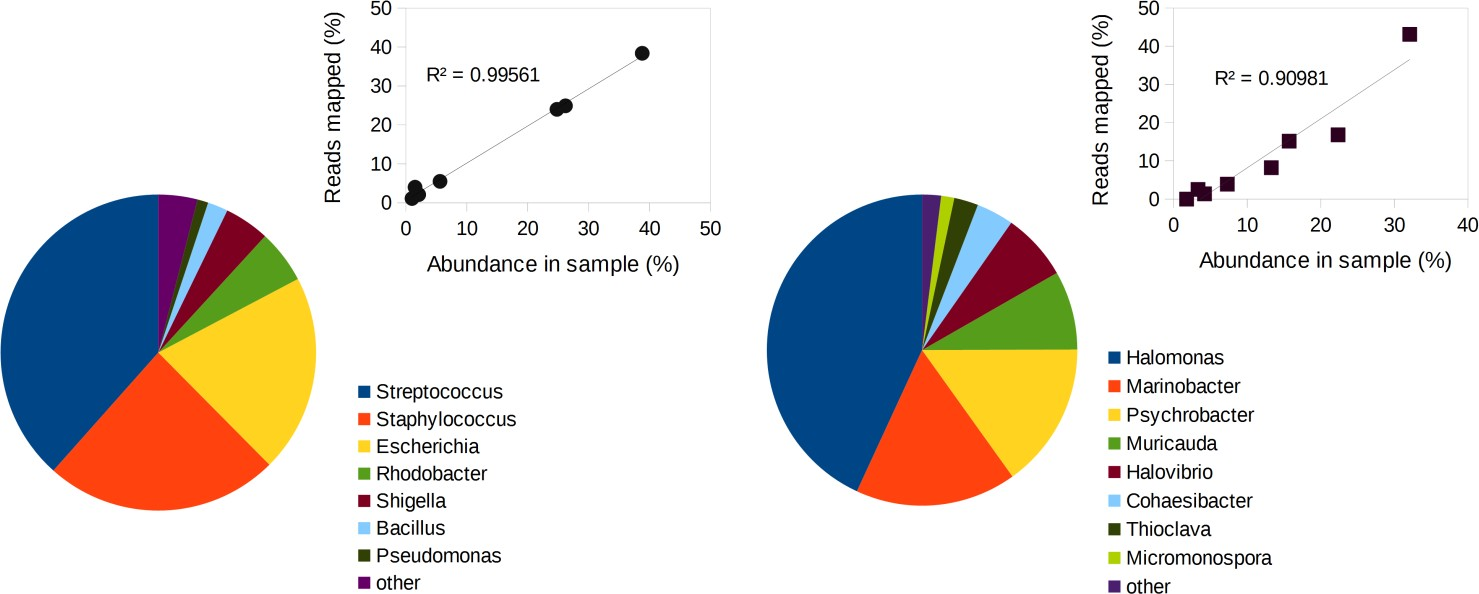 Reads mapped (%)
50
40
30
20
10
0
R² = 0.99561
0 10 20 30 40 50
Abundance in sample (%)
Streptococcus
Staphylococcus
Escherichia
Rhodobacter
Shigella
Bacillus
Pseudomonas
other
Reads mapped (%)
50
40
30
20
10
0
R² = 0.90981
0 10 20 30 40
Abundance in sample (%)
Halomonas
Marinobacter
Psychrobacter
Muricauda
Halovibrio
Cohaesibacter
Thioclava
Micromonospora
other